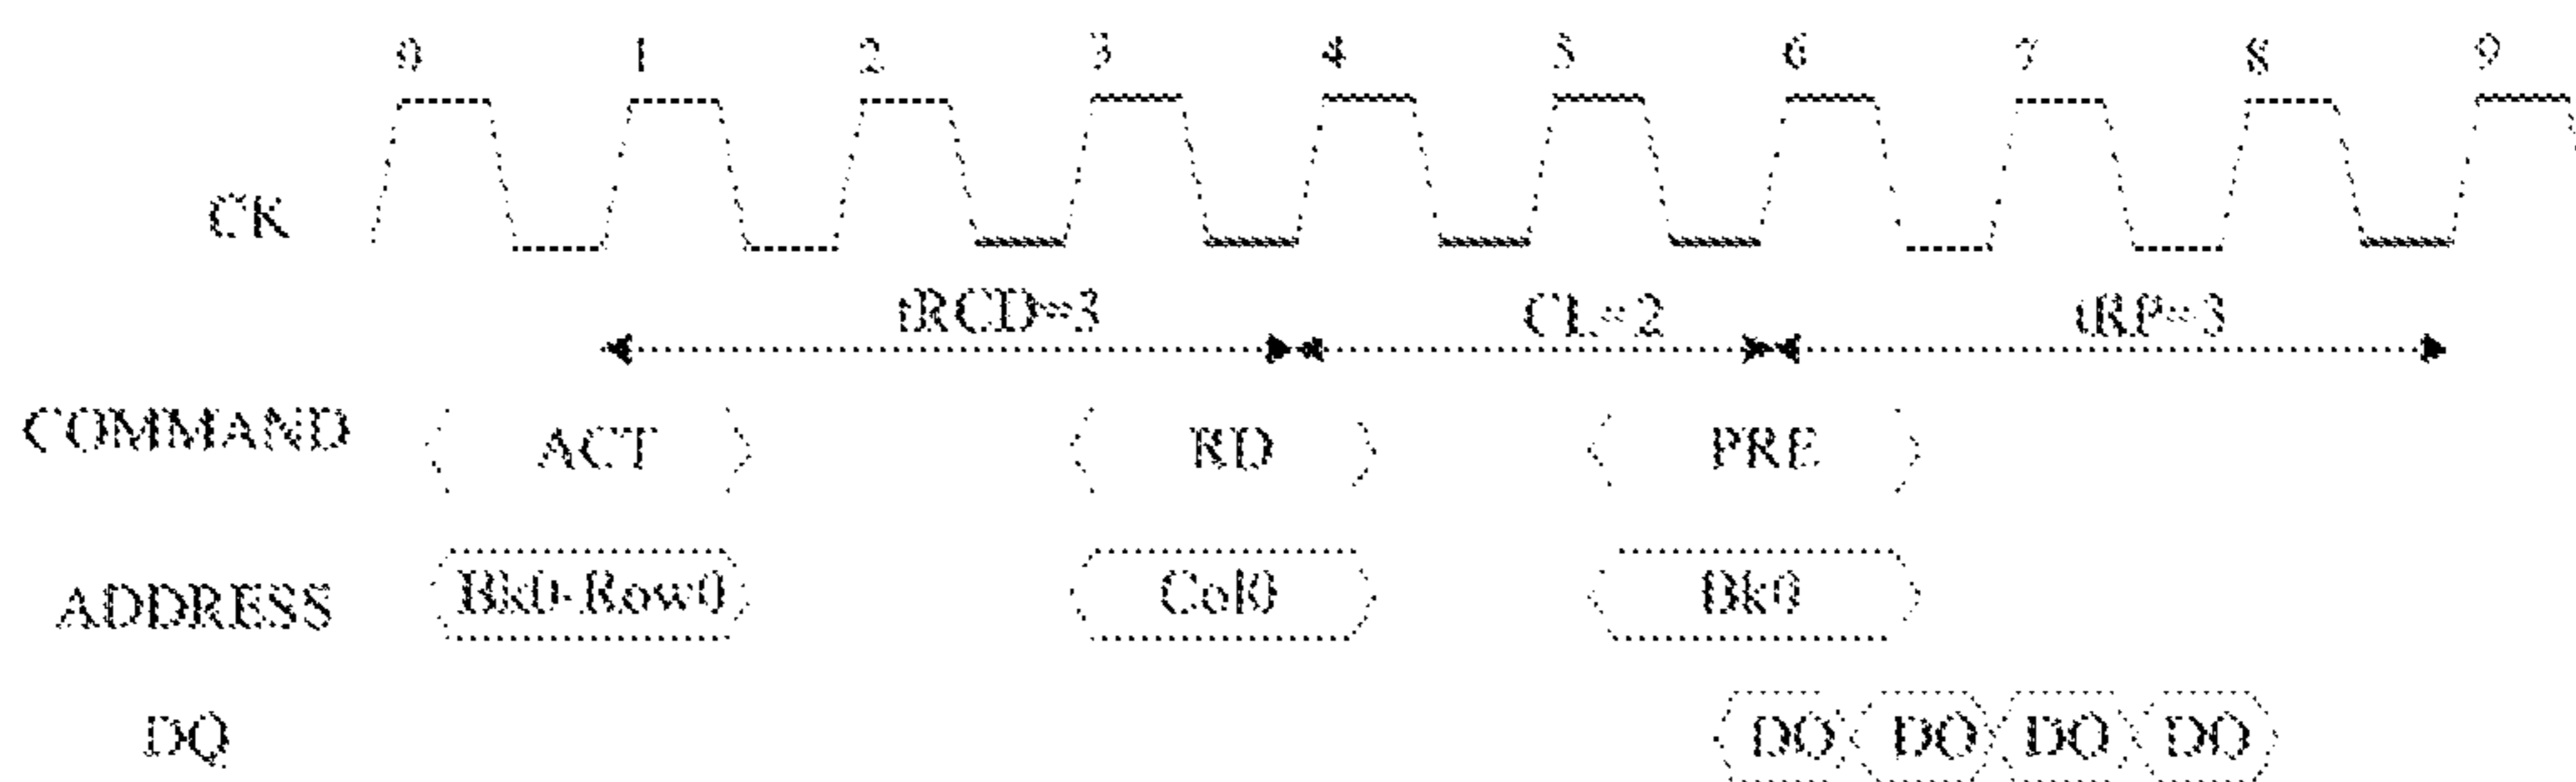 0 1 2 3 4 5 6 7 8 9
CK
tRCD=3 CL=2 tRP=3
COMMAND ACT RD PRE
ADDRESS Bk0-Row0 Col0 Bk0
DQ DO DO DO DO